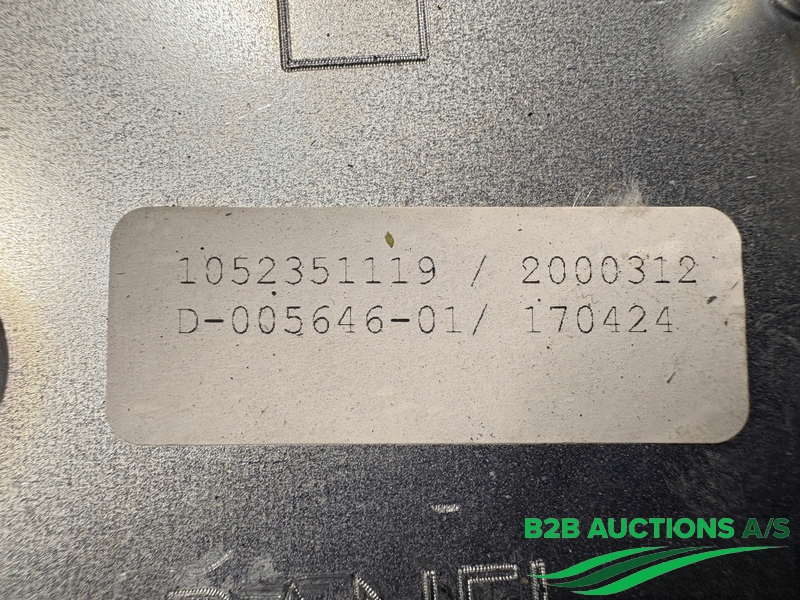 1052351119 / 2000312
D-005646-01/ 170424
B2B AUCTIONS A/S